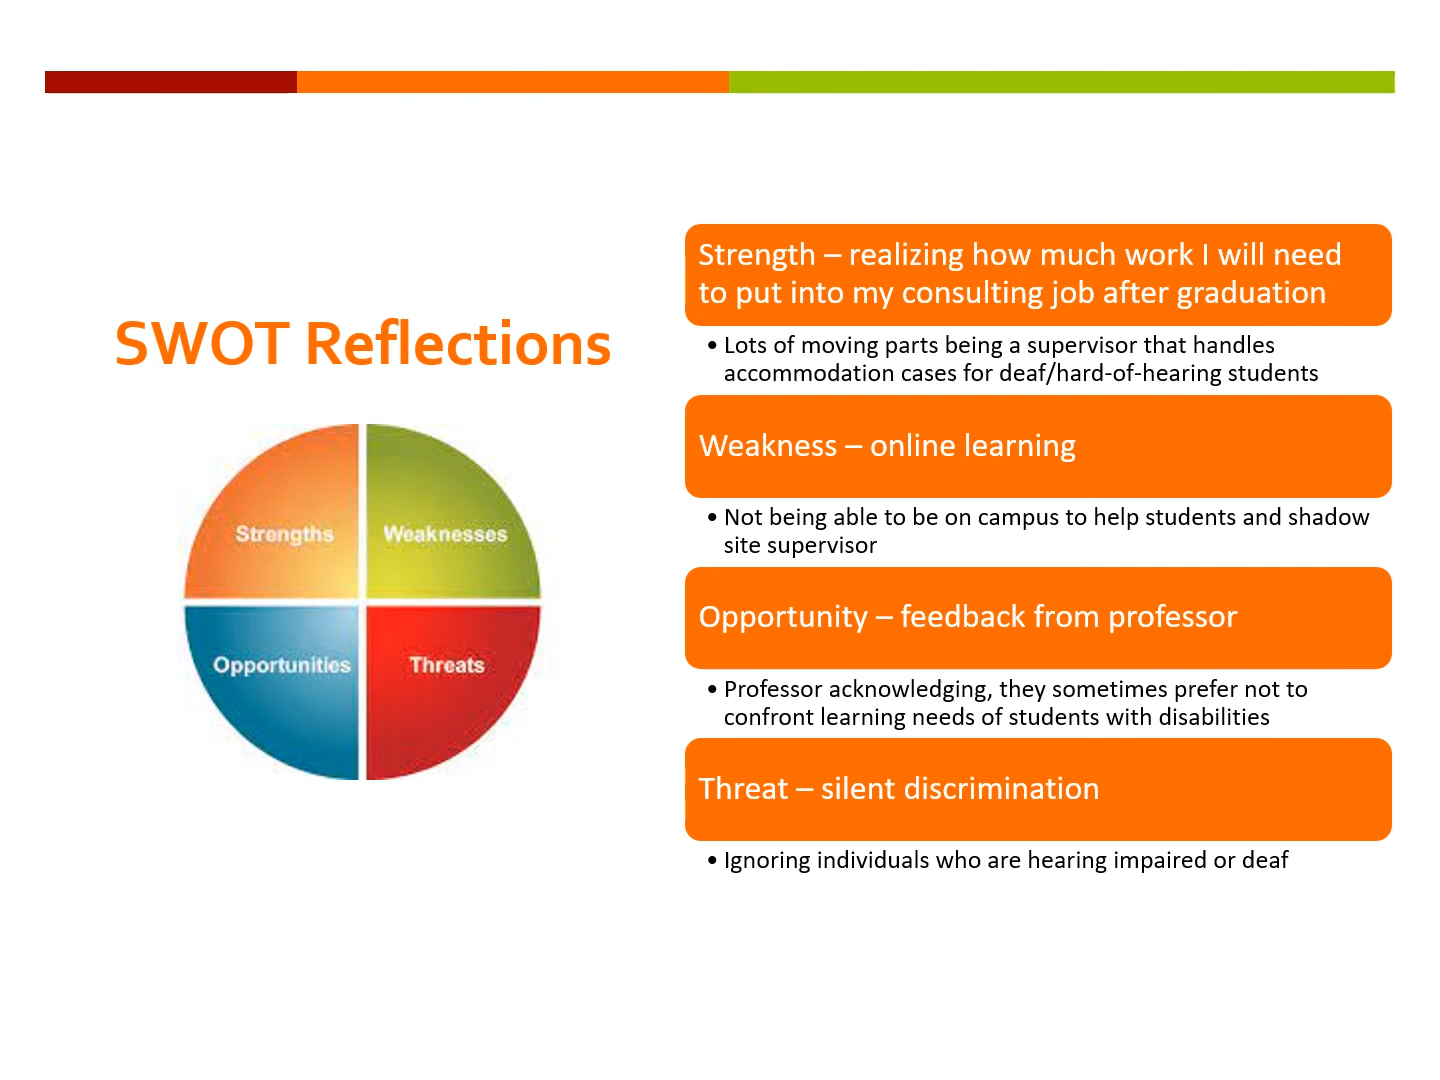 SWOT Reflections
Strengths
Weaknesses
Opportunities
Threats
Strength – realizing how much work I will need
to put into my consulting job after graduation
• Lots of moving parts being a supervisor that handles
accommodation cases for deaf/hard-of-hearing students
Weakness – online learning
• Not being able to be on campus to help students and shadow
site supervisor
Opportunity – feedback from professor
• Professor acknowledging, they sometimes prefer not to
confront learning needs of students with disabilities
Threat – silent discrimination
• Ignoring individuals who are hearing impaired or deaf